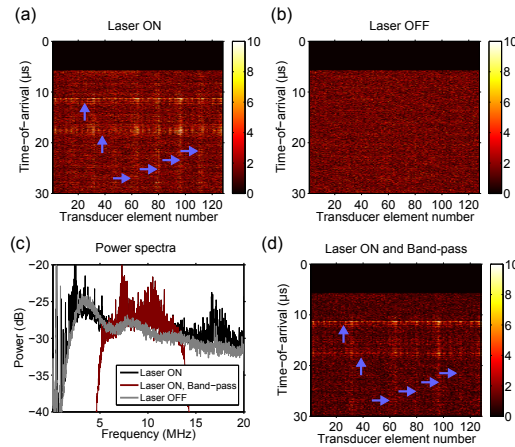 (a)
Laser ON
0
10
20
30
Time-of-arrival (μs)
20 40 60 80 100 120
Transducer element number
10
8
6
4
2
0
(b)
Laser OFF
0
10
20
30
Time-of-arrival (μs)
20 40 60 80 100 120
Transducer element number
10
8
6
4
2
0
(c)
Power spectra
-20
-25
-30
-35
-40
Power (dB)
Laser ON
Laser ON, Band-pass
Laser OFF
5 10 15 20
Frequency (MHz)
(d)
Laser ON and Band-pass
0
10
20
30
Time-of-arrival (μs)
20 40 60 80 100 120
Transducer element number
10
8
6
4
2
0